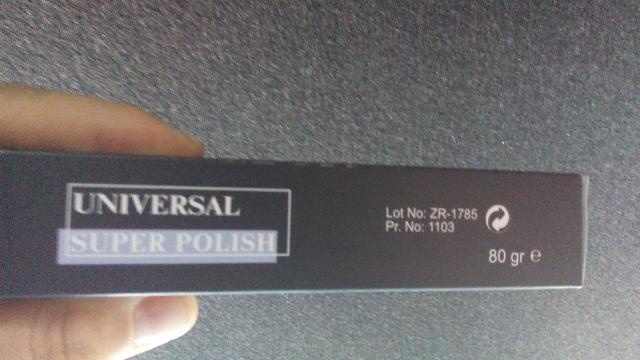 UNIVERSAL
SUPER POLISH
Lot No: ZR-1785
Pr. No: 1103
80 gr ℮